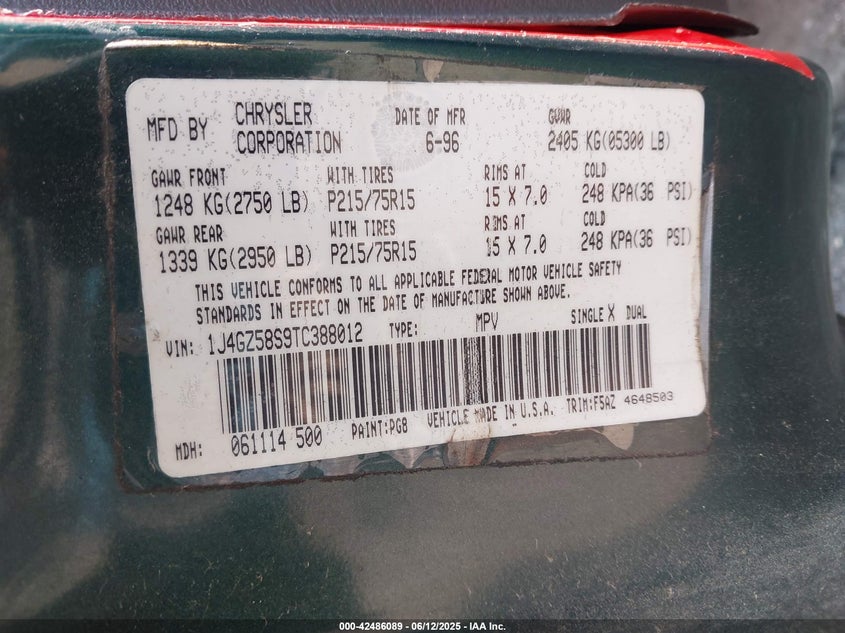 MFD BY CHRYSLER CORPORATION DATE OF MFR 6-96 GVWR 2405 KG(05300 LB)
GAWR FRONT WITH TIRES RIMS AT COLD
1248 KG(2750 LB) P215/75R15 15 X 7.0 248 KPA(36 PSI)
GAWR REAR WITH TIRES RIMS AT COLD
1339 KG(2950 LB) P215/75R15 15 X 7.0 248 KPA(36 PSI)
THIS VEHICLE CONFORMS TO ALL APPLICABLE FEDERAL MOTOR VEHICLE SAFETY
STANDARDS IN EFFECT ON THE DATE OF MANUFACTURE SHOWN ABOVE.
VIN: 1J4GZ58S9TC388012 TYPE: MPV SINGLE X DUAL
MDH: 061114 500 PAINT:PG8 VEHICLE MADE IN U.S.A. TRIM:F5AZ 4648503
000-42486089 - 06/12/2025 - IAA Inc.